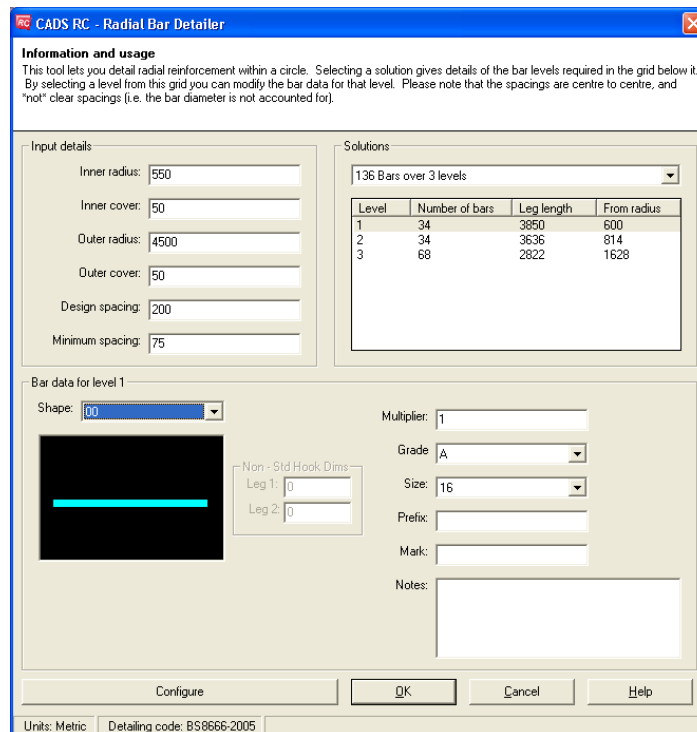 CADS RC - Radial Bar Detailer
Information and usage
This tool lets you detail radial reinforcement within a circle. Selecting a solution gives details of the bar levels required in the grid below it.
By selecting a level from this grid you can modify the bar data for that level. Please note that the spacings are centre to centre, and
*not* clear spacings (i.e. the bar diameter is not accounted for).
Input details
Inner radius: 550
Inner cover: 50
Outer radius: 4500
Outer cover: 50
Design spacing: 200
Minimum spacing: 75
Solutions
136 Bars over 3 levels
Level Number of bars Leg length From radius
1 34 3850 600
2 34 3636 814
3 68 2822 1628
Bar data for level 1
Shape: 00
Non - Std Hook Dims
Leg 1: 0
Leg 2: 0
Multiplier: 1
Grade A
Size: 16
Prefix:
Mark:
Notes:
Configure OK Cancel Help
Units: Metric Detailing code: BS8666-2005